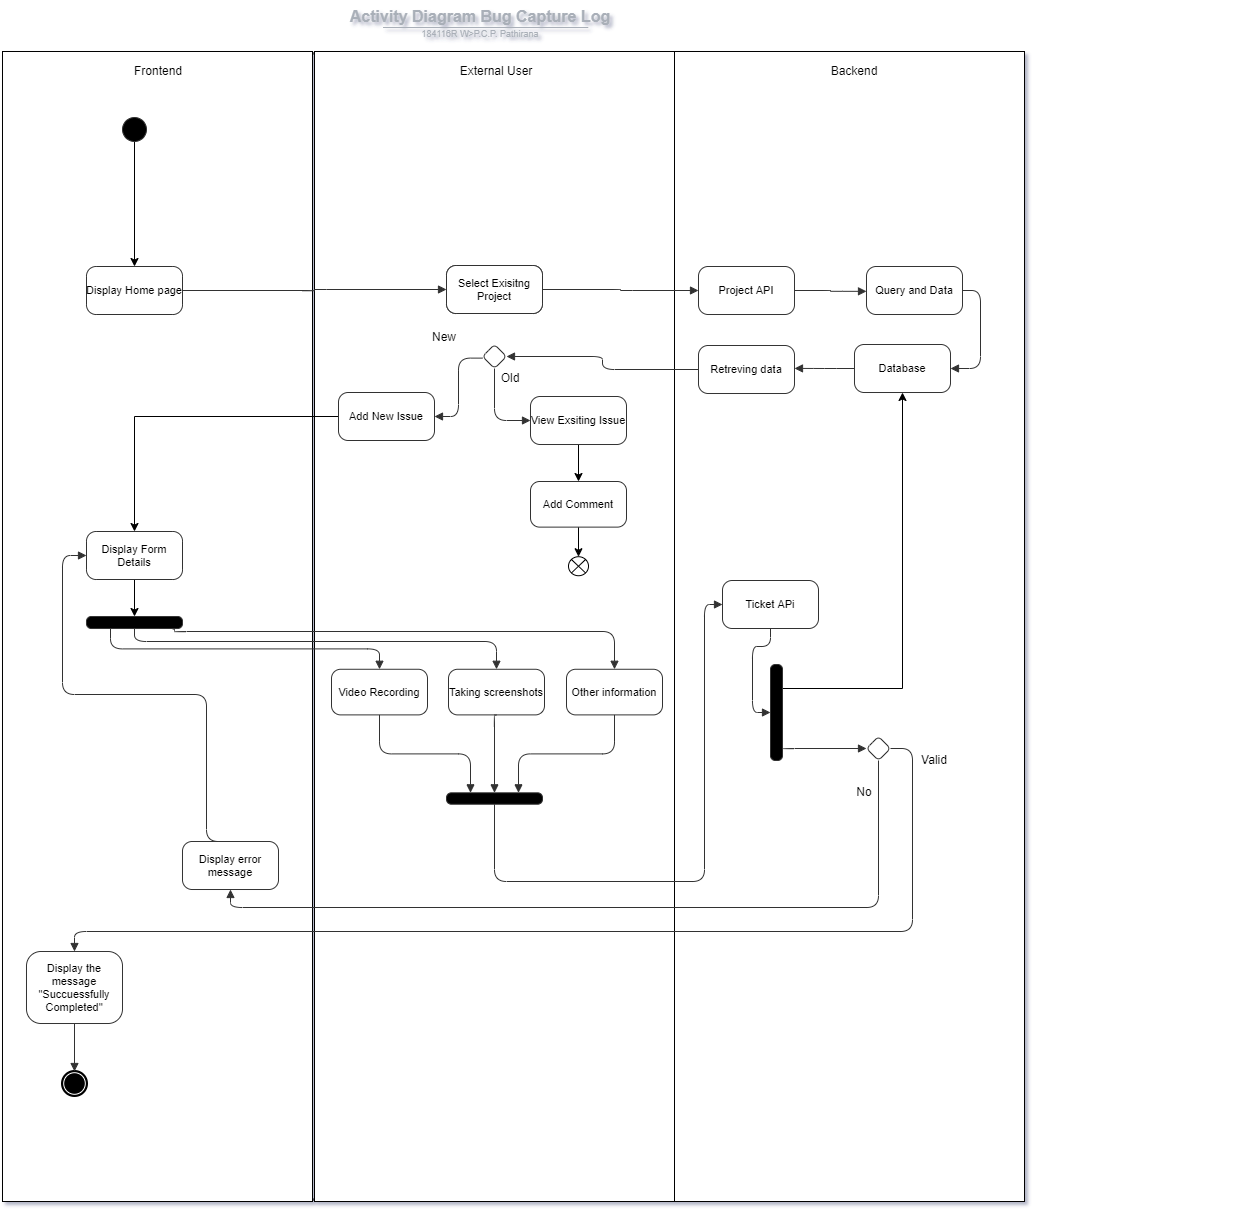 Activity Diagram Bug Capture Log
184116R W>P.C.P. Pathirana
Frontend
External User
Backend
Display Home page
Select Exisitng
Project
Project API
Query and Data
New
Old
Retreving data
Database
Add New Issue
View Exsiting Issue
Add Comment
Display Form
Details
Ticket APi
Video Recording
Taking screenshots
Other information
Valid
No
Display error
message
Display the
message
"Succuessfully
Completed"